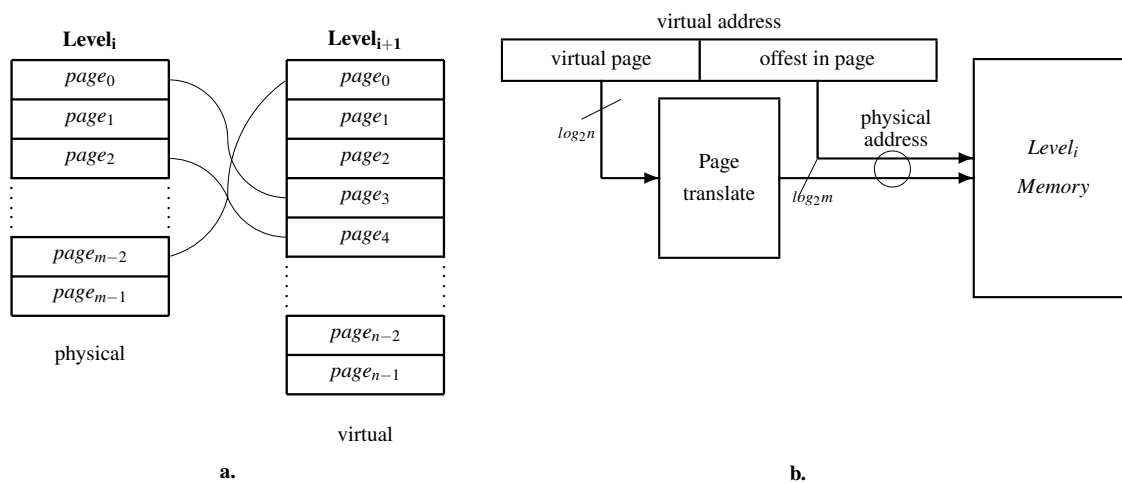 Level_i
page_0
page_1
page_2
page_{m−2}
page_{m−1}
physical
Level_{i+1}
page_0
page_1
page_2
page_3
page_4
page_{n−2}
page_{n−1}
virtual
a.
virtual address
virtual page
offest in page
log_2n
Page
translate
log_2m
physical
address
Level_i
Memory
b.